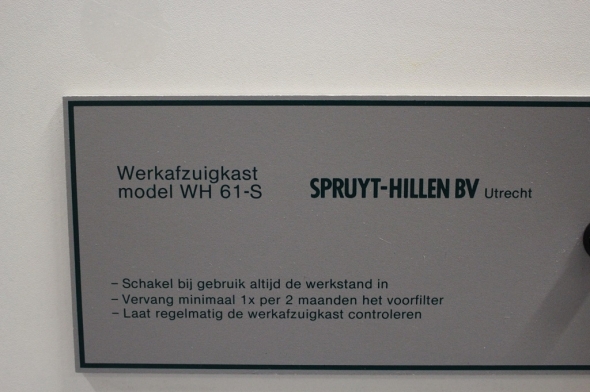 Werkafzuigkast
model WH 61-S
SPRUYT-HILLEN BV Utrecht
– Schakel bij gebruik altijd de werkstand in
– Vervang minimaal 1x per 2 maanden het voorfilter
– Laat regelmatig de werkafzuigkast controleren